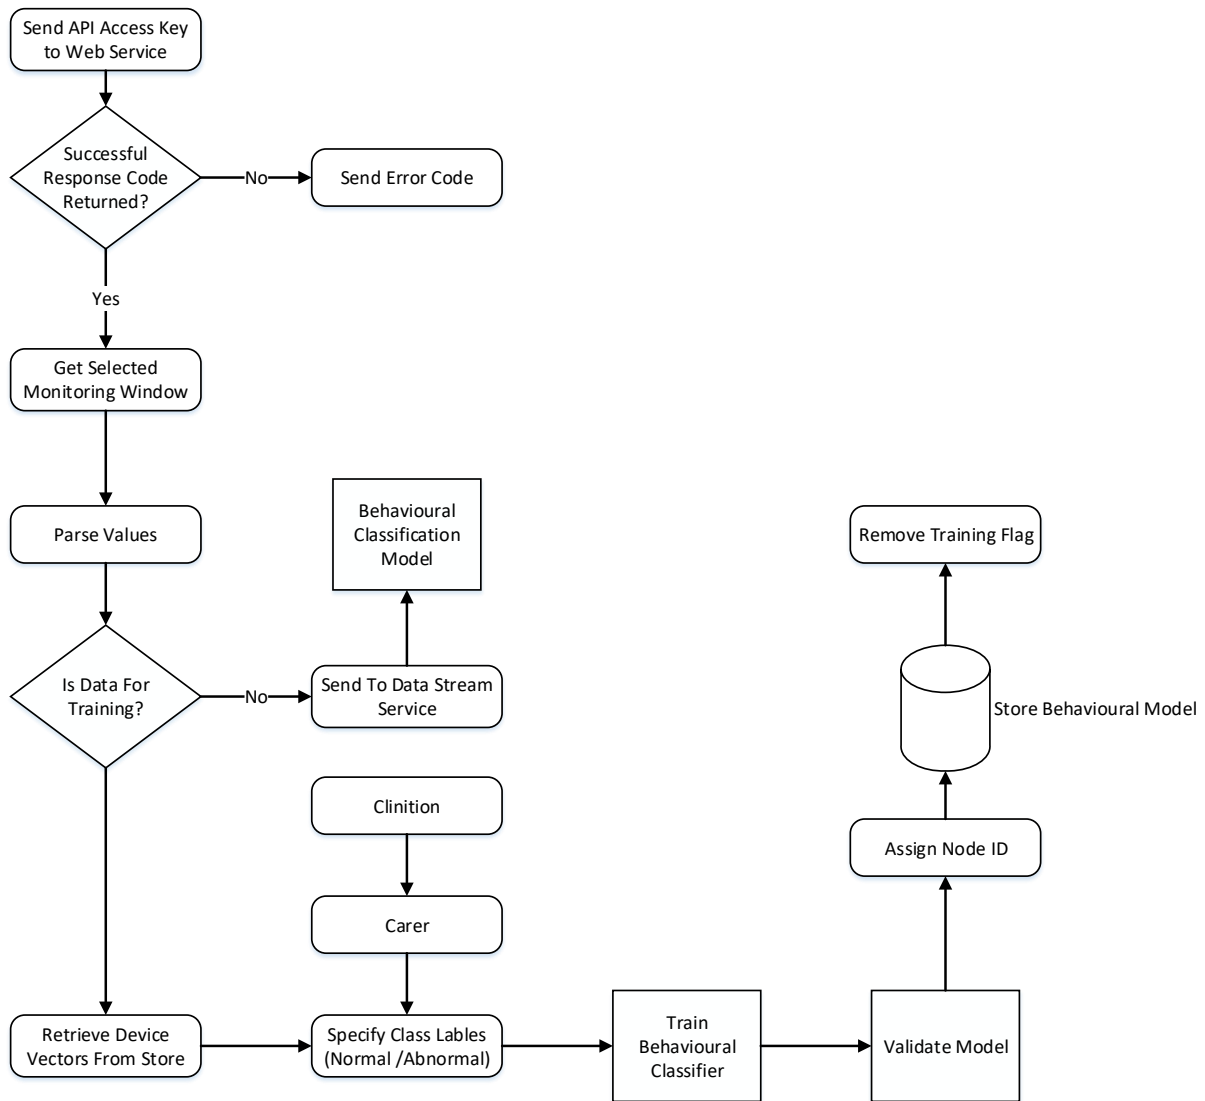 Send API Access Key
to Web Service
Successful
Response Code
Returned?
No
Send Error Code
Yes
Get Selected
Monitoring Window
Parse Values
Behavioural
Classification
Model
Remove Training Flag
Is Data For
Training?
No
Send To Data Stream
Service
Store Behavioural Model
Clinition
Assign Node ID
Carer
Retrieve Device
Vectors From Store
Specify Class Lables
(Normal /Abnormal)
Train
Behavioural
Classifier
Validate Model